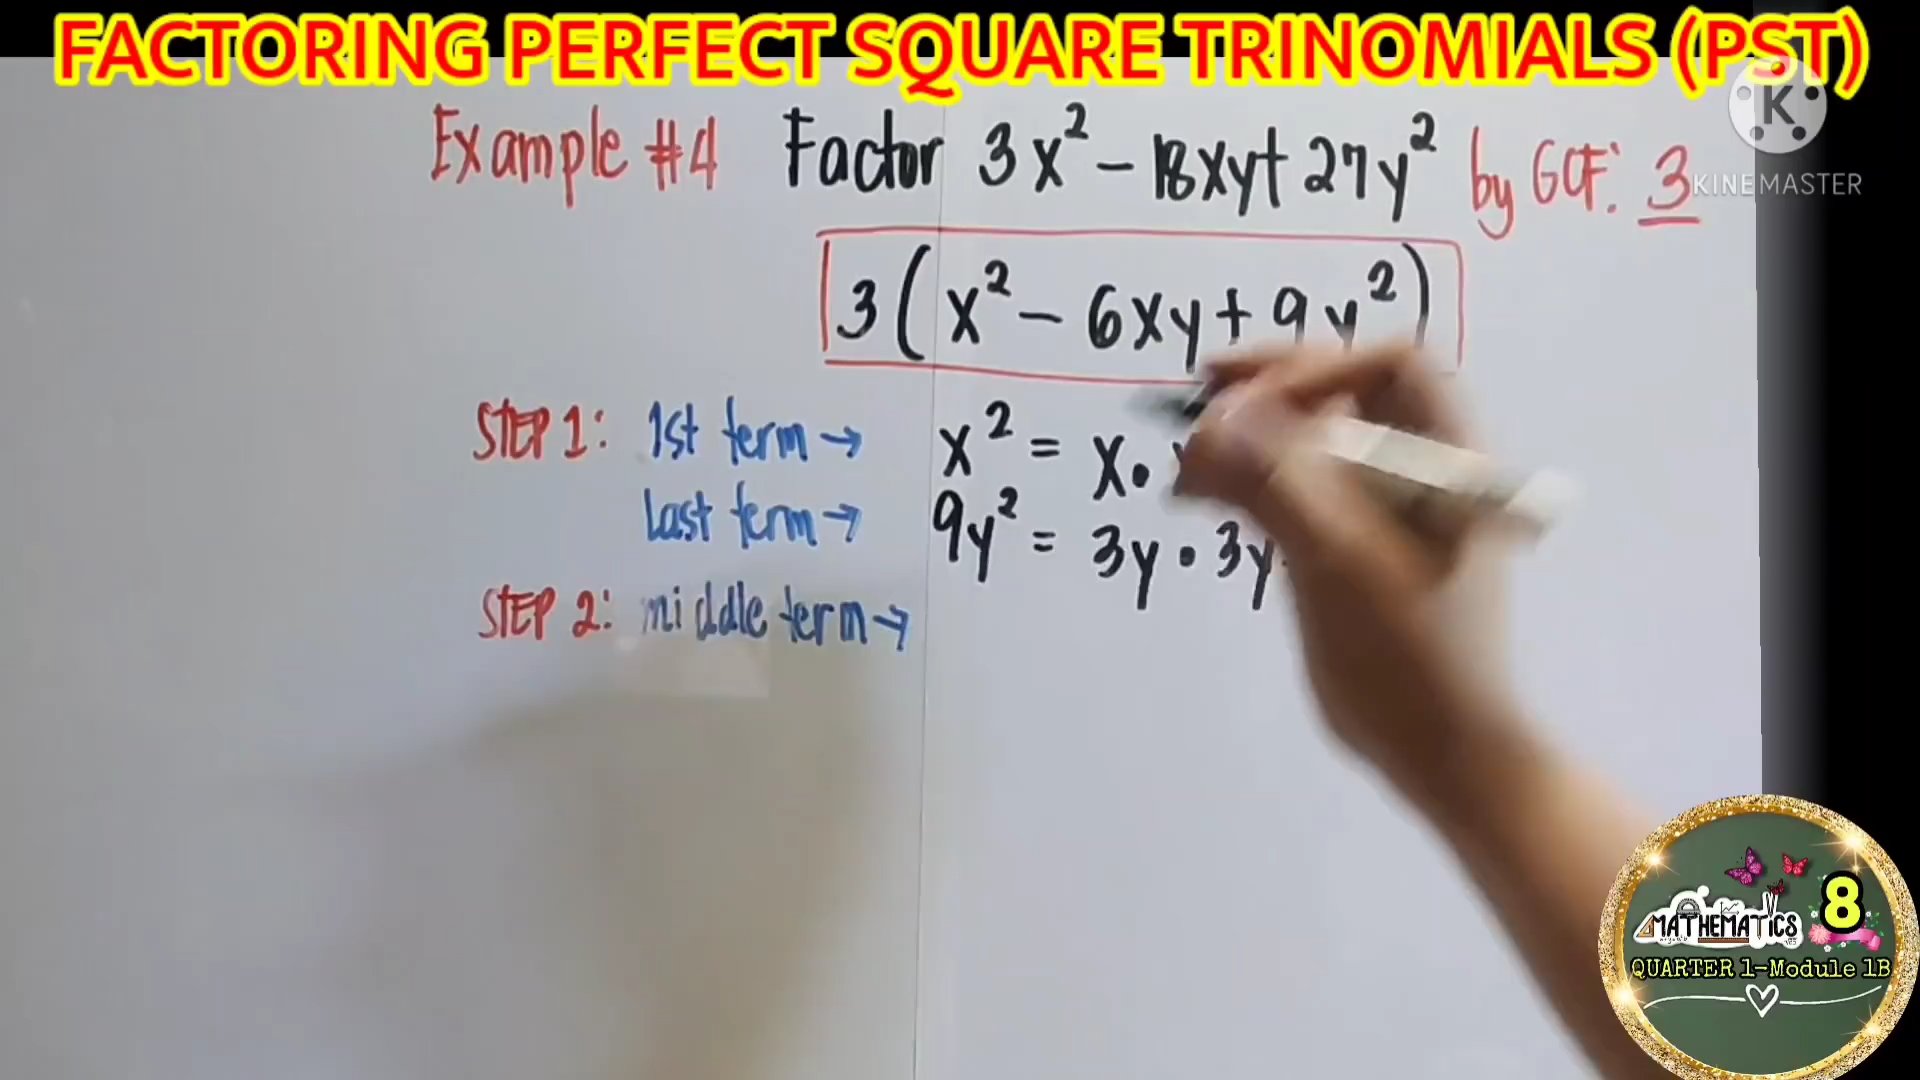 FACTORING PERFECT SQUARE TRINOMIALS (PST)
Example #4 Factor 3x² - 18xy + 27y² by GCF: 3
K
KINEMASTER
3(x² - 6xy + 9y²)
STEP 1: 1st term → x² = x ·
last term → 9y² = 3y · 3y
STEP 2: middle term →
MATHEMATICS 8
QUARTER 1-Module 1B